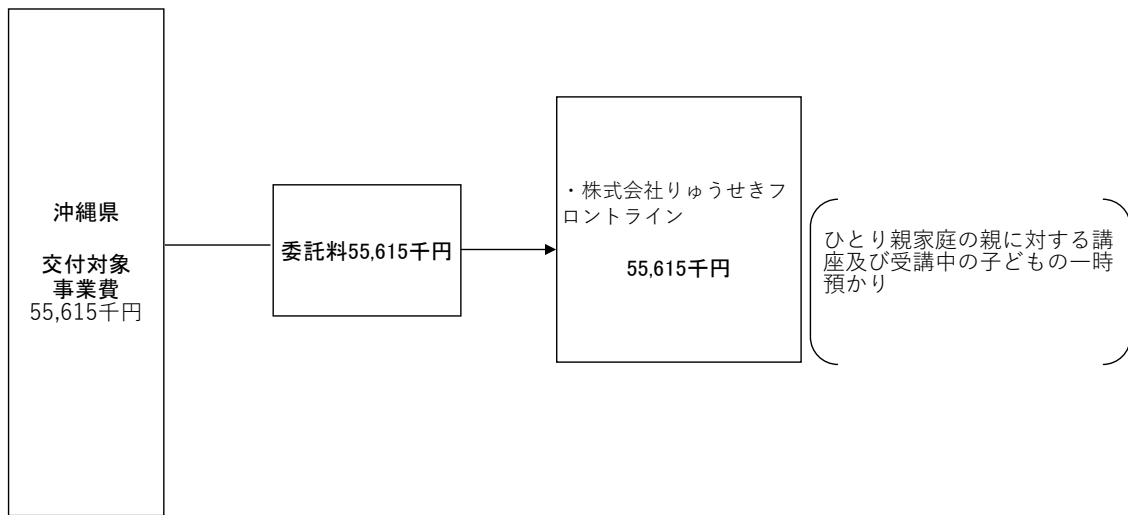 沖縄県
交付対象
事業費
55,615千円
委託料55,615千円
・株式会社りゅうせきフ
ロントライン
55,615千円
ひとり親家庭の親に対する講
座及び受講中の子どもの一時
預かり